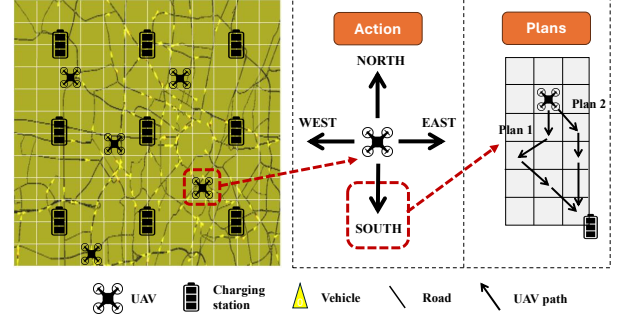 Action
Plans
NORTH
WEST
EAST
SOUTH
Plan 1
Plan 2
UAV
Charging
station
Vehicle
Road
UAV path